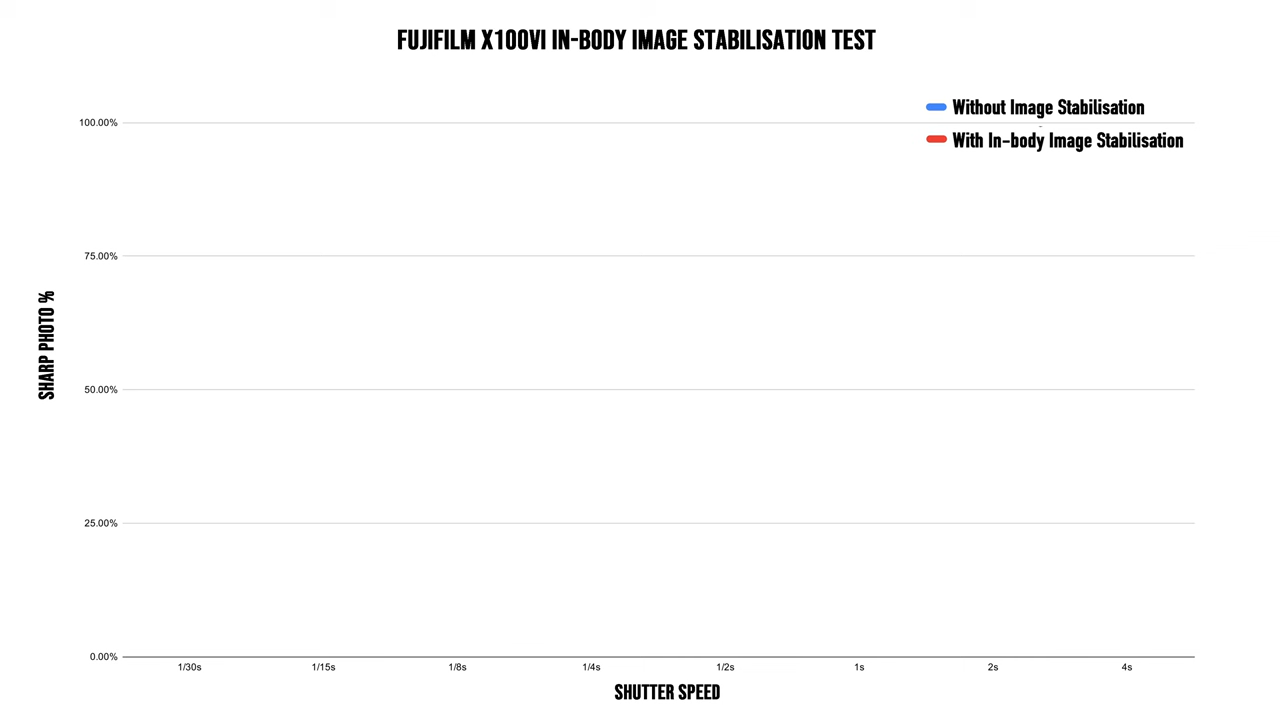 FUJIFILM X100VI IN-BODY IMAGE STABILISATION TEST
Without Image Stabilisation
With In-body Image Stabilisation
100.00%
75.00%
50.00%
25.00%
0.00%
SHARP PHOTO %
1/30s 1/15s 1/8s 1/4s 1/2s 1s 2s 4s
SHUTTER SPEED